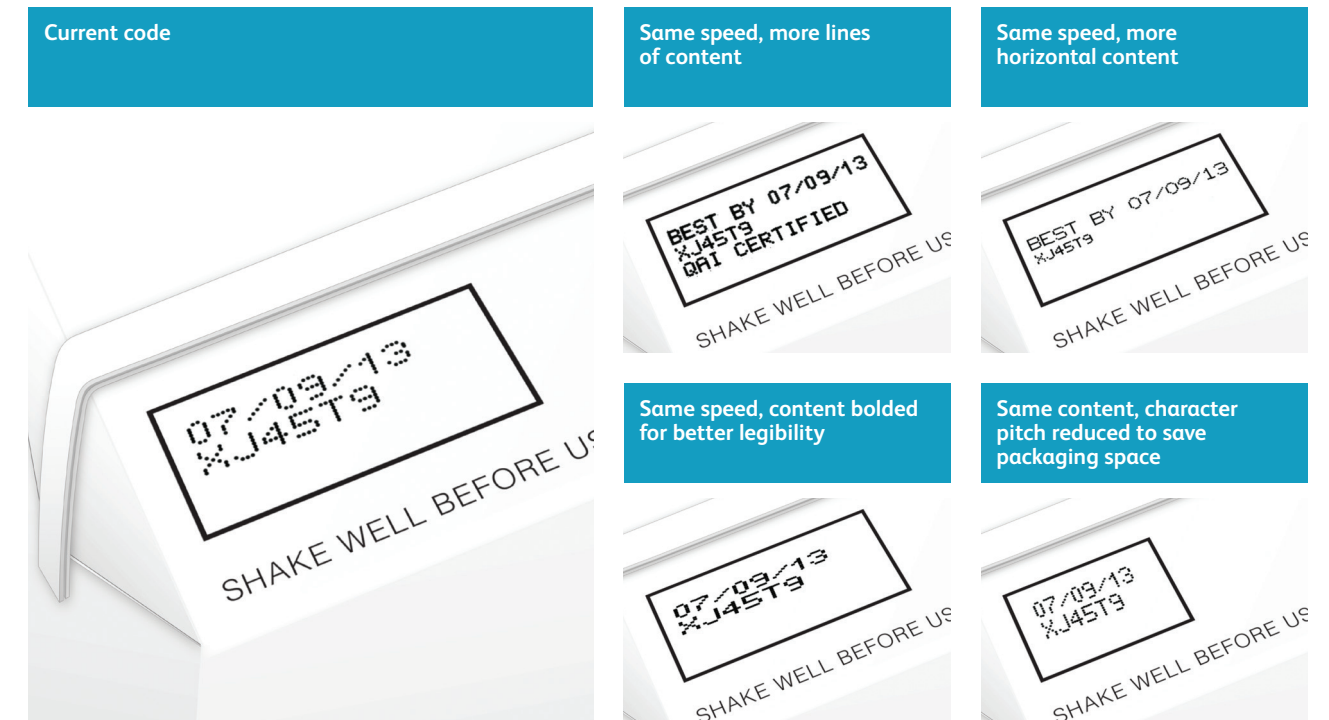 Current code
07/09/13
XJ45T9
SHAKE WELL BEFORE US
Same speed, more lines
of content
BEST BY 07/09/13
XJ45T9
QAI CERTIFIED
SHAKE WELL BEFORE US
Same speed, more
horizontal content
BEST BY 07/09/13
XJ45T9
SHAKE WELL BEFORE US
Same speed, content bolded
for better legibility
07/09/13
XJ45T9
SHAKE WELL BEFORE US
Same content, character
pitch reduced to save
packaging space
07/09/13
XJ45T9
SHAKE WELL BEFORE US